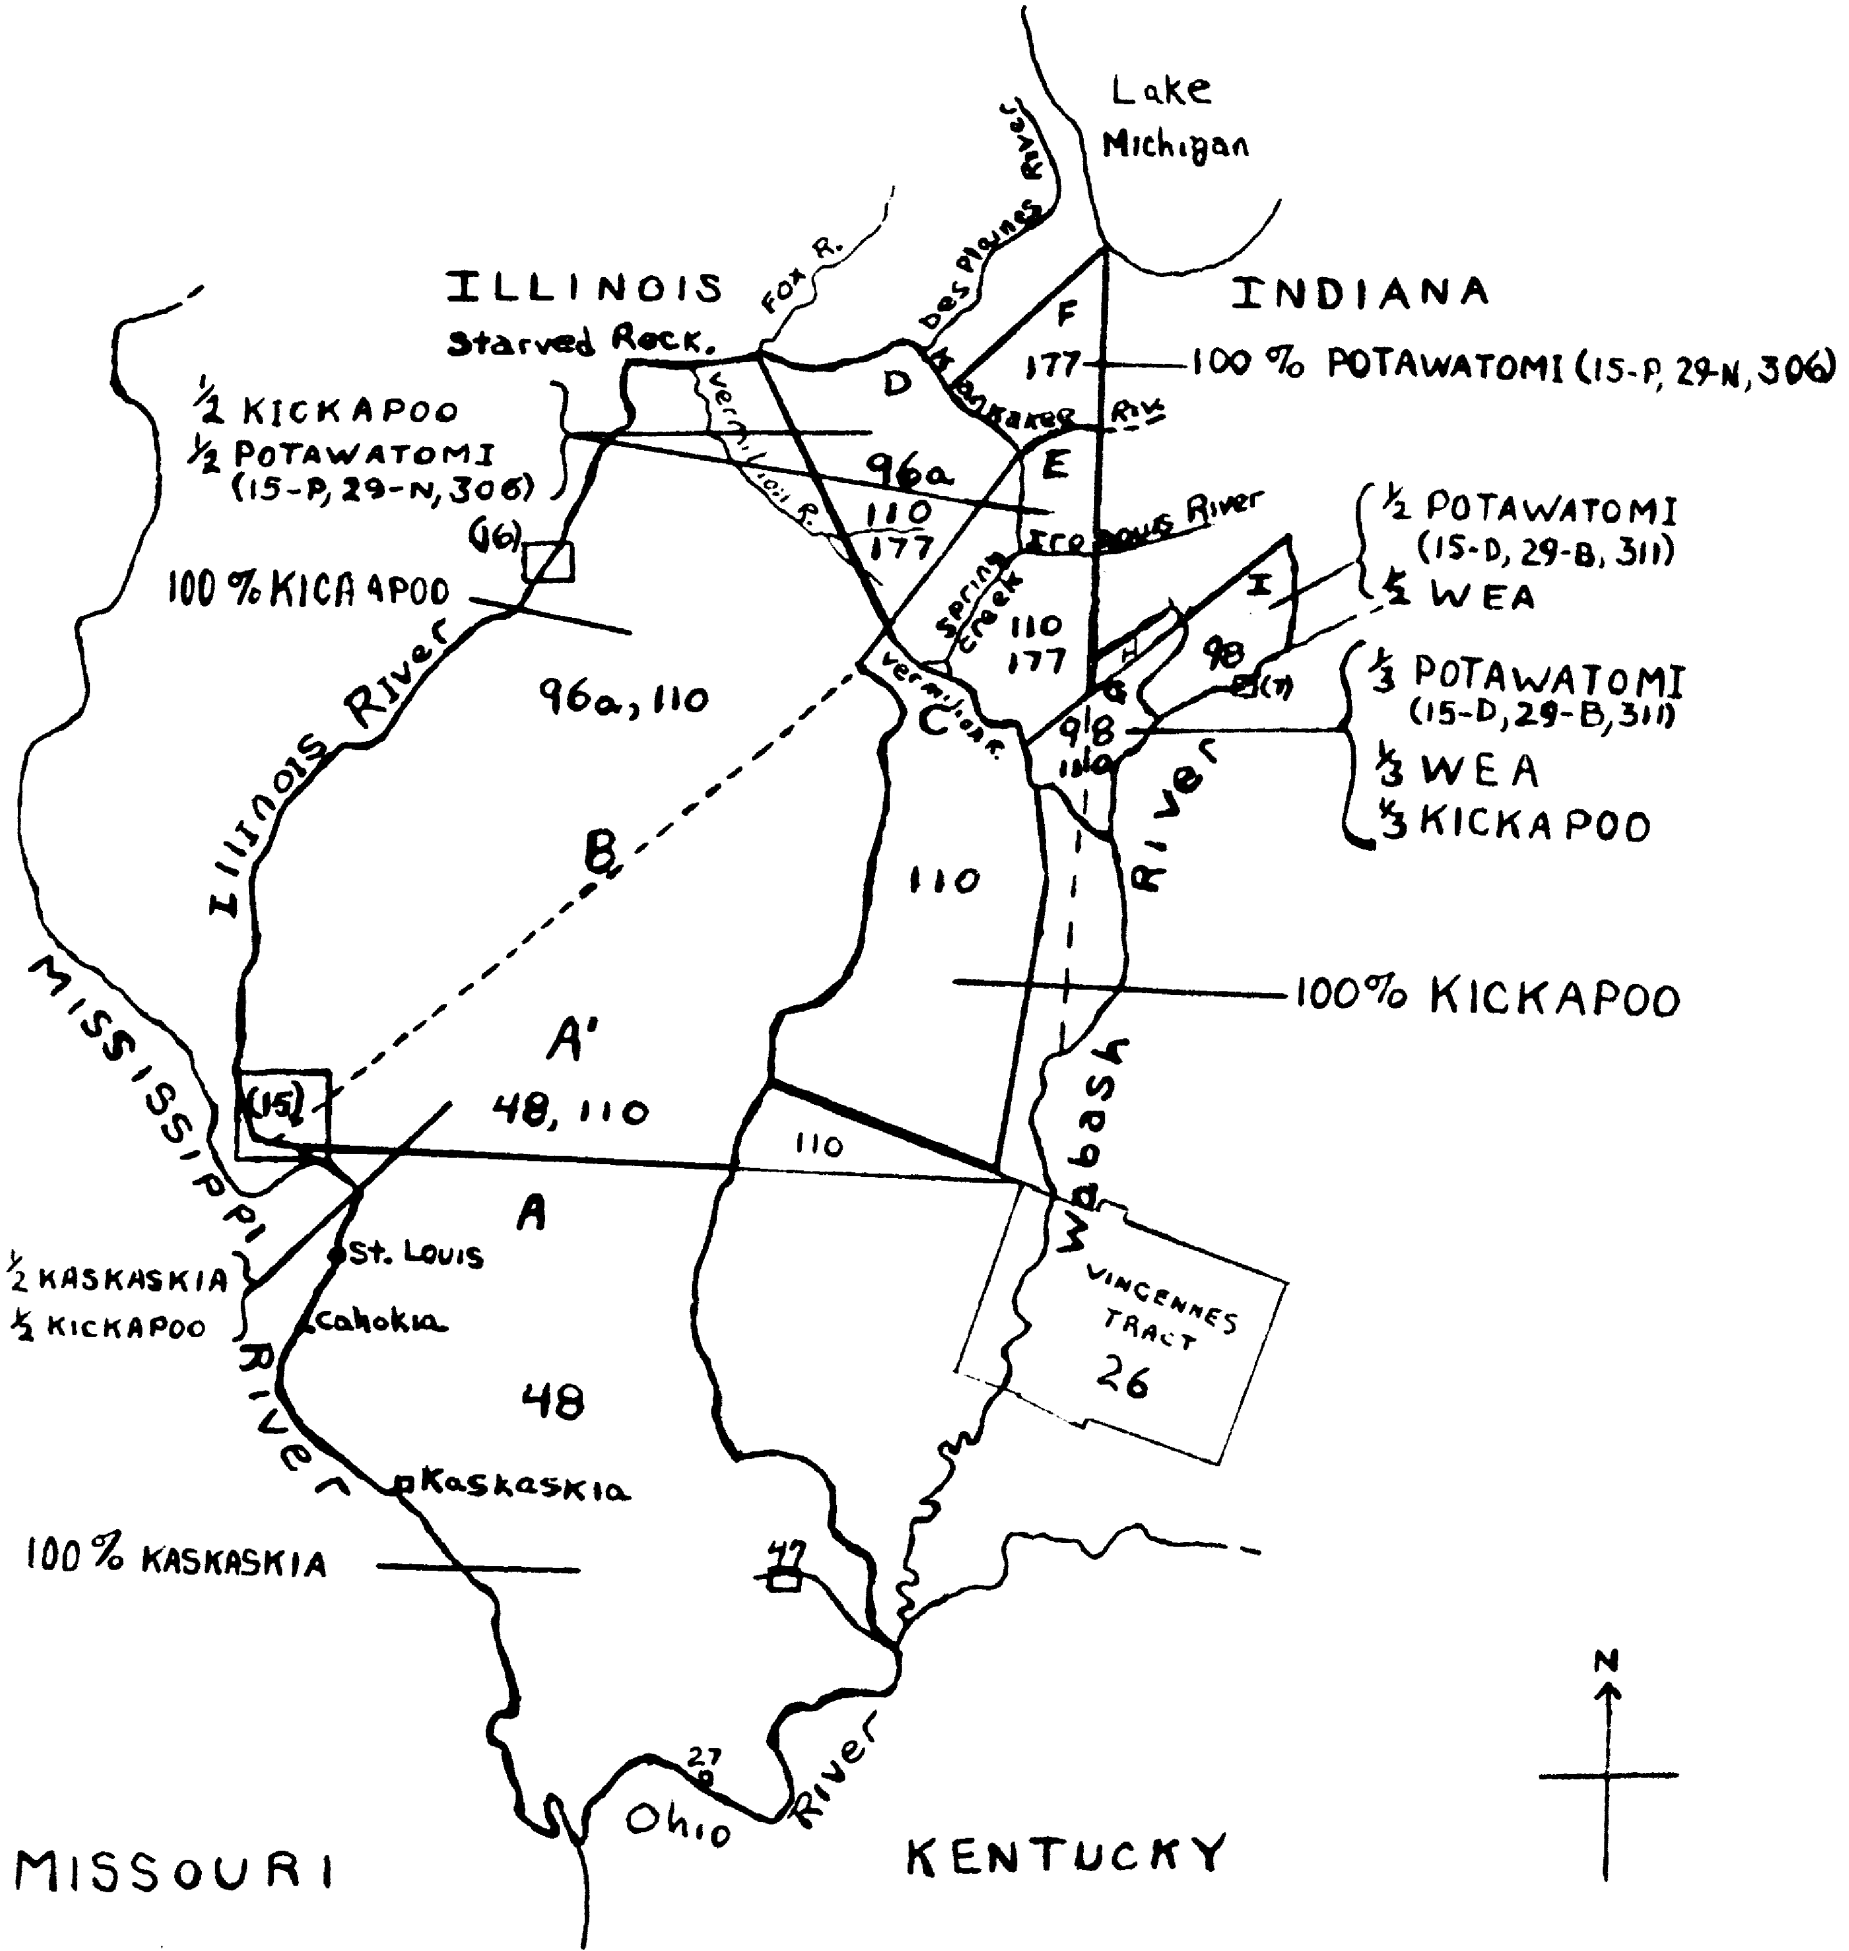 Lake
Michigan
Des Plaines River
Fox R.
ILLINOIS
INDIANA
Starved Rock.
F
177
100 % POTAWATOMI (15-P, 29-N, 306)
D
Kankakee Riv
1/2 KICKAPOO
1/2 POTAWATOMI
(15-P, 29-N, 306)
Vermilion R.
96a
110
177
E
Iroquois River
Spring
Creek
110
177
(16)
100 % KICKAPOO
1/2 POTAWATOMI
(15-D, 29-B, 311)
1/2 WEA
I
H
G
98
(7)
1/3 POTAWATOMI
(15-D, 29-B, 311)
1/3 WEA
1/3 KICKAPOO
Vermilion R.
C
98
110
Illinois River
96a, 110
B
110
100% KICKAPOO
MISSISSIPPI River
A'
48, 110
(15)
110
Wabash River
A
St. Louis
1/2 KASKASKIA
1/2 KICKAPOO
Cahokia
VINCENNES
TRACT
26
48
Kaskaskia
100 % KASKASKIA
47
27
Ohio River
N
MISSOURI
KENTUCKY